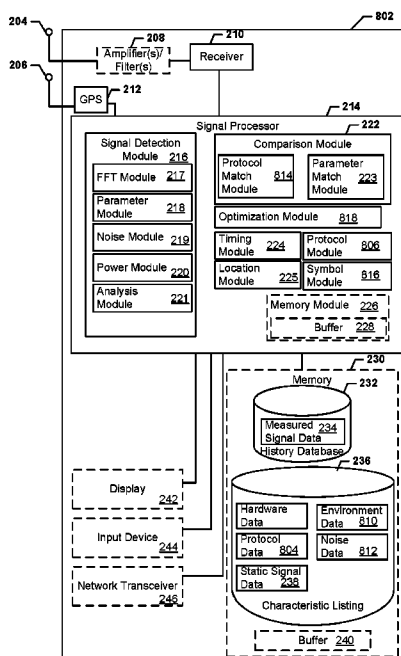 204
206
208
Amplifier(s)/
Filter(s)
210
Receiver
802
GPS
212
214
Signal Processor
Signal Detection
Module 216
FFT Module 217
Parameter
Module 218
Noise Module
219
Power Module
220
Analysis
Module 221
222
Comparison Module
Protocol
Match
Module 814
Parameter
Match
Module 223
Optimization Module 818
Timing
Module 224
Protocol
Module 806
Location
Module 225
Symbol
Module 816
Memory Module
226
Buffer 228
230
Memory
232
Measured
Signal Data 234
History Database
236
Hardware
Data
Environment
Data 810
Protocol
Data 804
Noise
Data 812
Static Signal
Data 238
Characteristic Listing
Buffer 240
Display
242
Input Device
244
Network Transceiver
246